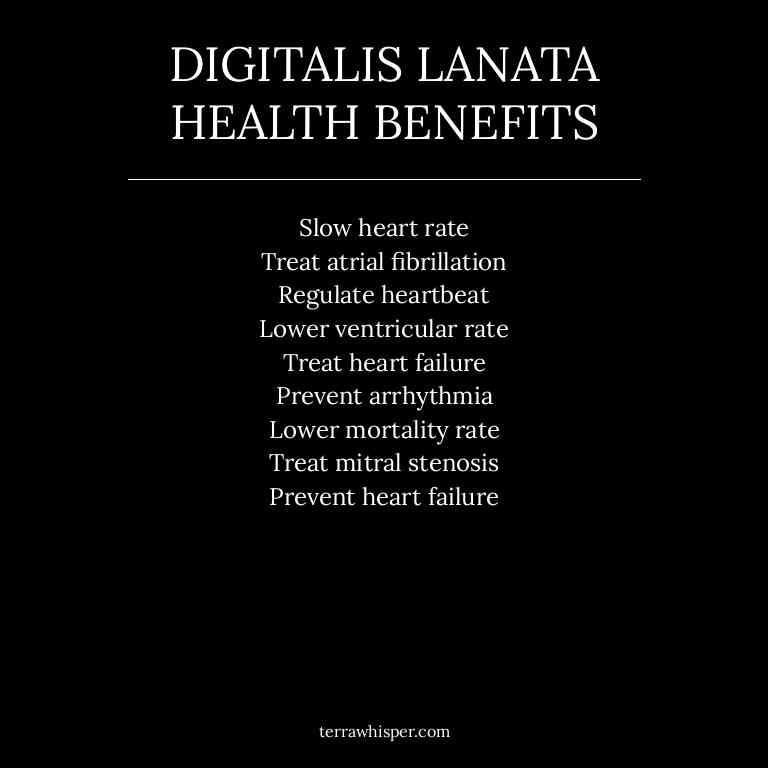 DIGITALIS LANATA
HEALTH BENEFITS
Slow heart rate
Treat atrial fibrillation
Regulate heartbeat
Lower ventricular rate
Treat heart failure
Prevent arrhythmia
Lower mortality rate
Treat mitral stenosis
Prevent heart failure
terrawhisper.com